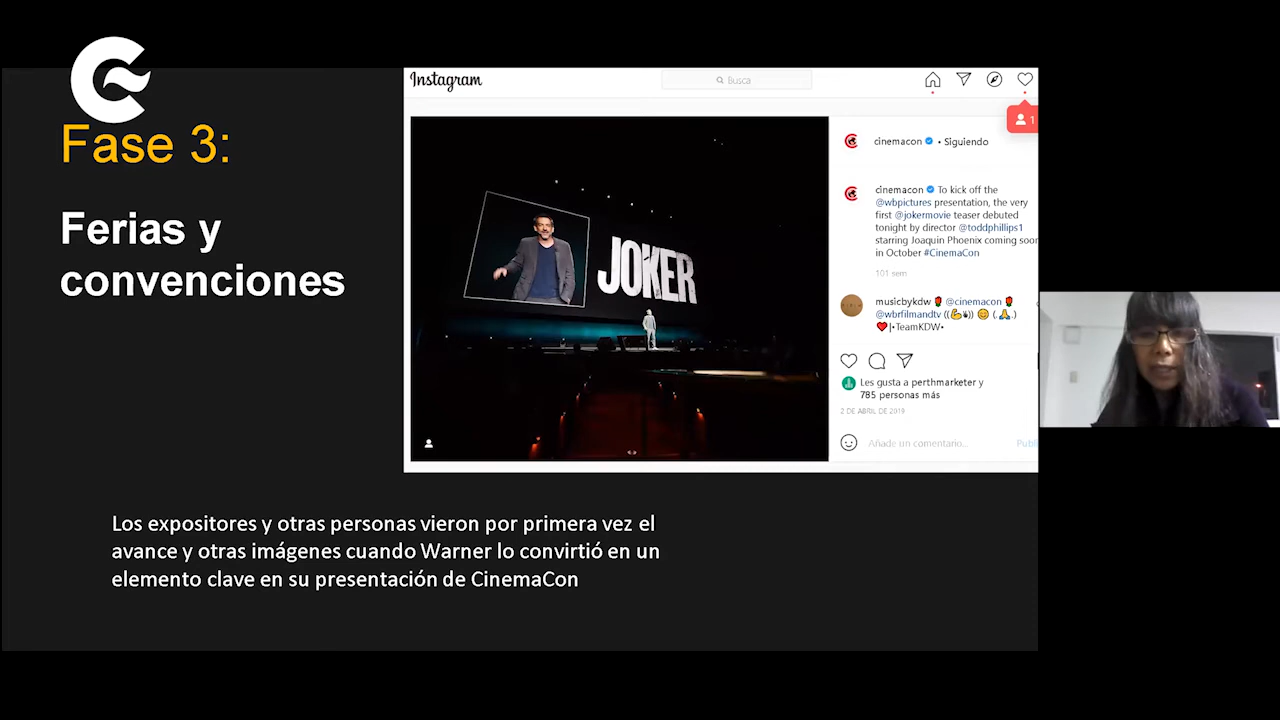 Fase 3:
Ferias y
convenciones
Instagram
Busca
1
cinemacon • Siguiendo
cinemacon To kick off the
@wbpictures presentation, the very
first @jokermovie teaser debuted
tonight by director @toddphillips1
starring Joaquin Phoenix coming soon
in October #CinemaCon
101 sem
musicbykdw 🌹 @cinemacon 🌹
@wbrfilmandtv ((💪🖐)) 😊 (.🙏.)
❤️|•TeamKDW•
Les gusta a perthmarketer y
785 personas más
2 DE ABRIL DE 2019
Añade un comentario...
JOKER
Los expositores y otras personas vieron por primera vez el
avance y otras imágenes cuando Warner lo convirtió en un
elemento clave en su presentación de CinemaCon